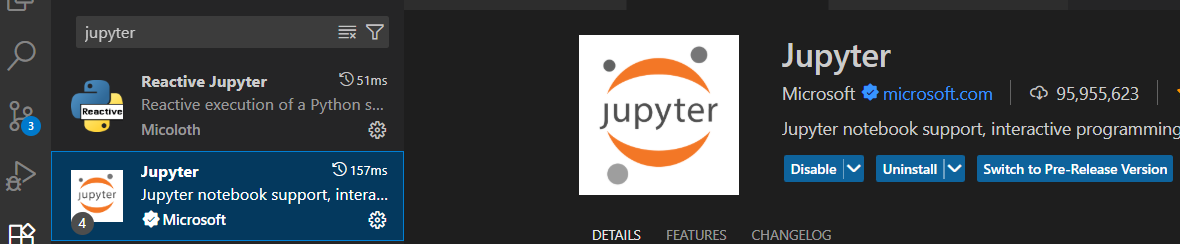 jupyter
3
Reactive Jupyter
51ms
Reactive execution of a Python s...
Micoloth
Reactive
Jupyter
157ms
Jupyter notebook support, intera...
Microsoft
jupyter
4
jupyter
Jupyter
Microsoft microsoft.com 95,955,623
Jupyter notebook support, interactive programming
Disable Uninstall Switch to Pre-Release Version
DETAILS FEATURES CHANGELOG